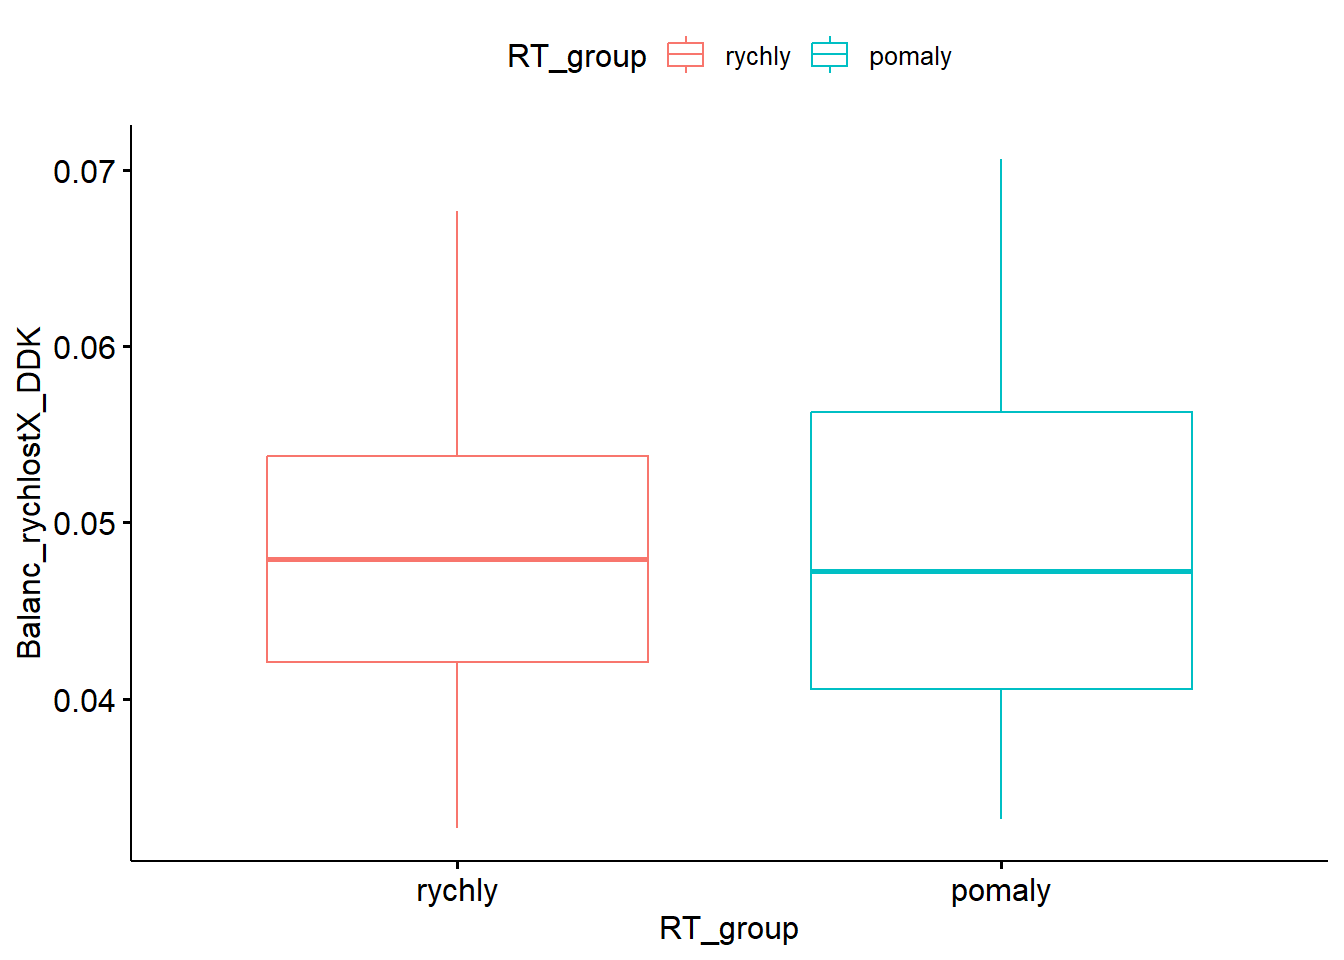 RT_group rychly pomaly
0.07
0.06
0.05
0.04
Balanc_rychlostX_DDK
rychly pomaly
RT_group